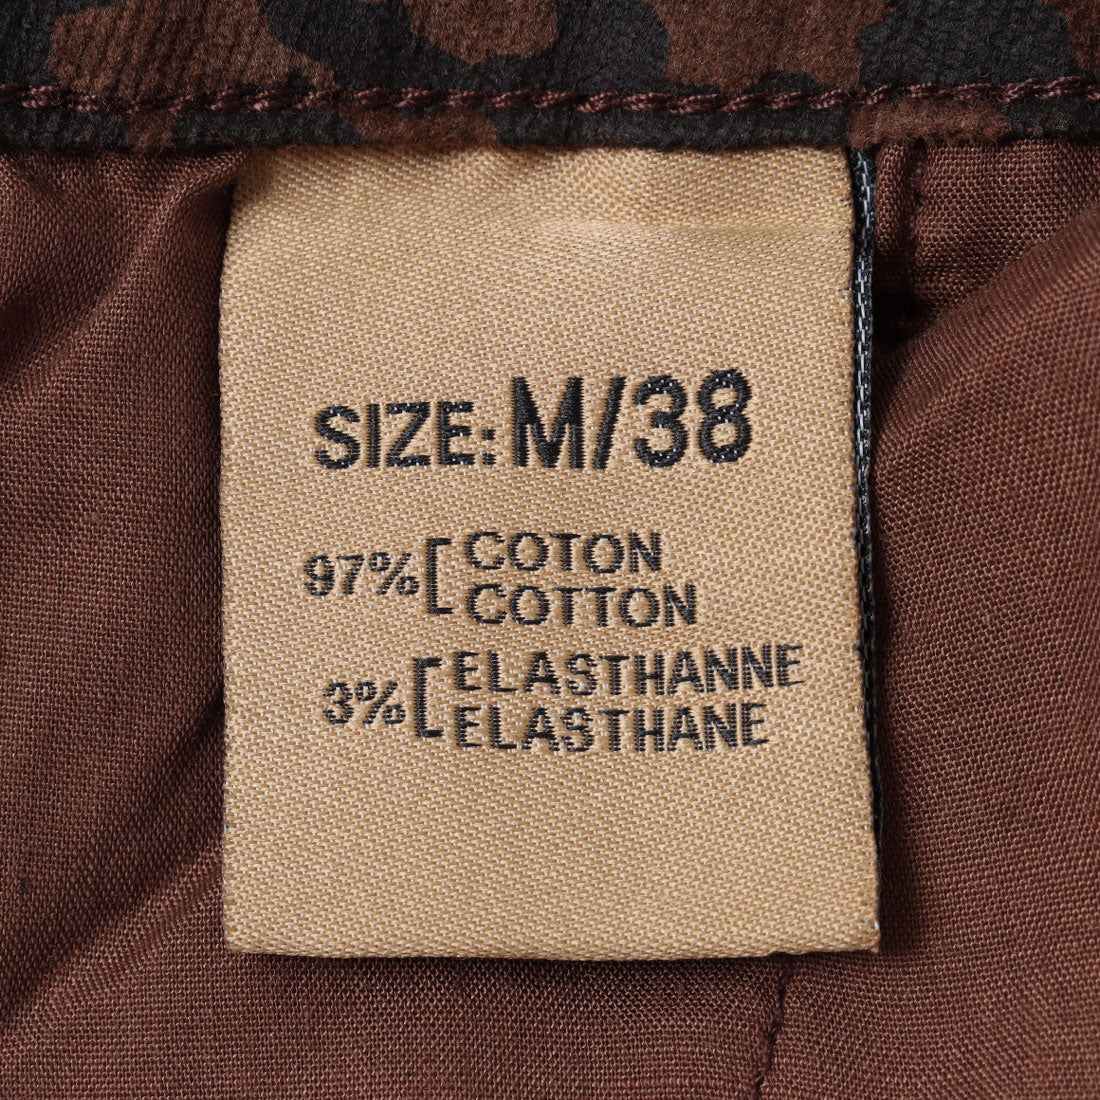 SIZE: M/38
97% [ COTON
COTTON
3% [ ELASTHANNE
ELASTHANE